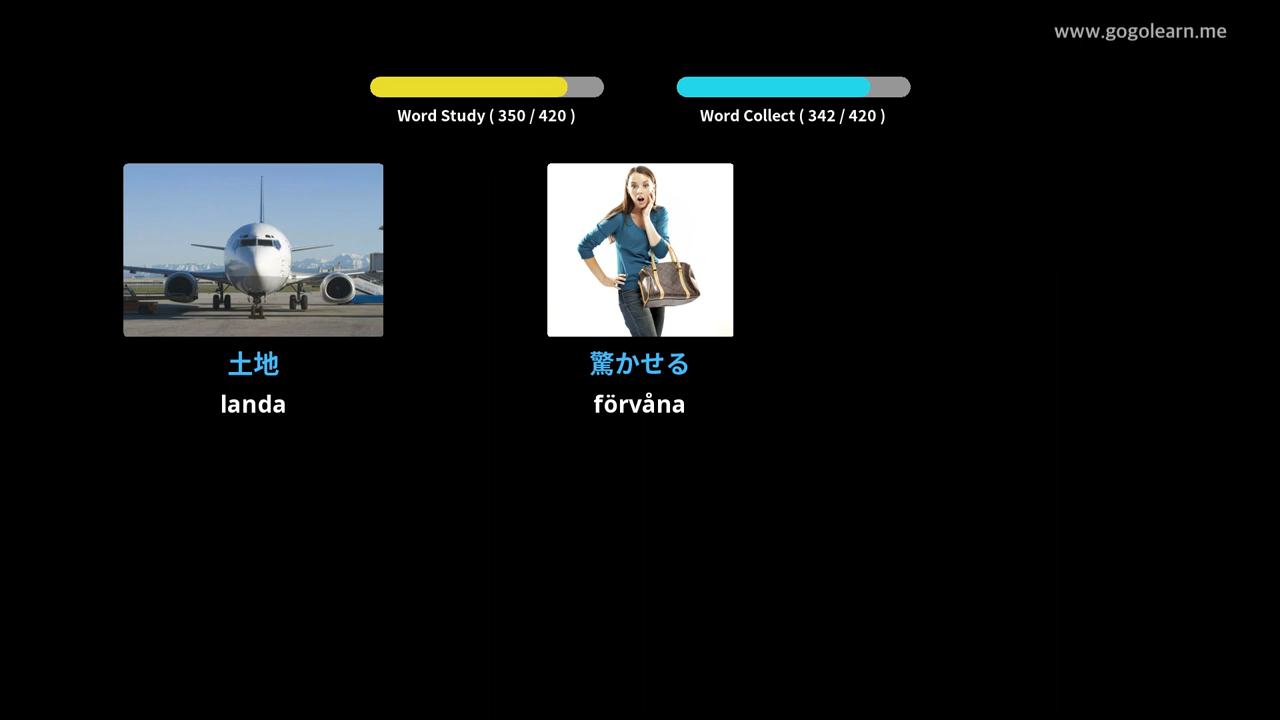 www.gogolearn.me
Word Study ( 350 / 420 )
Word Collect ( 342 / 420 )
土地
landa
驚かせる
förvåna